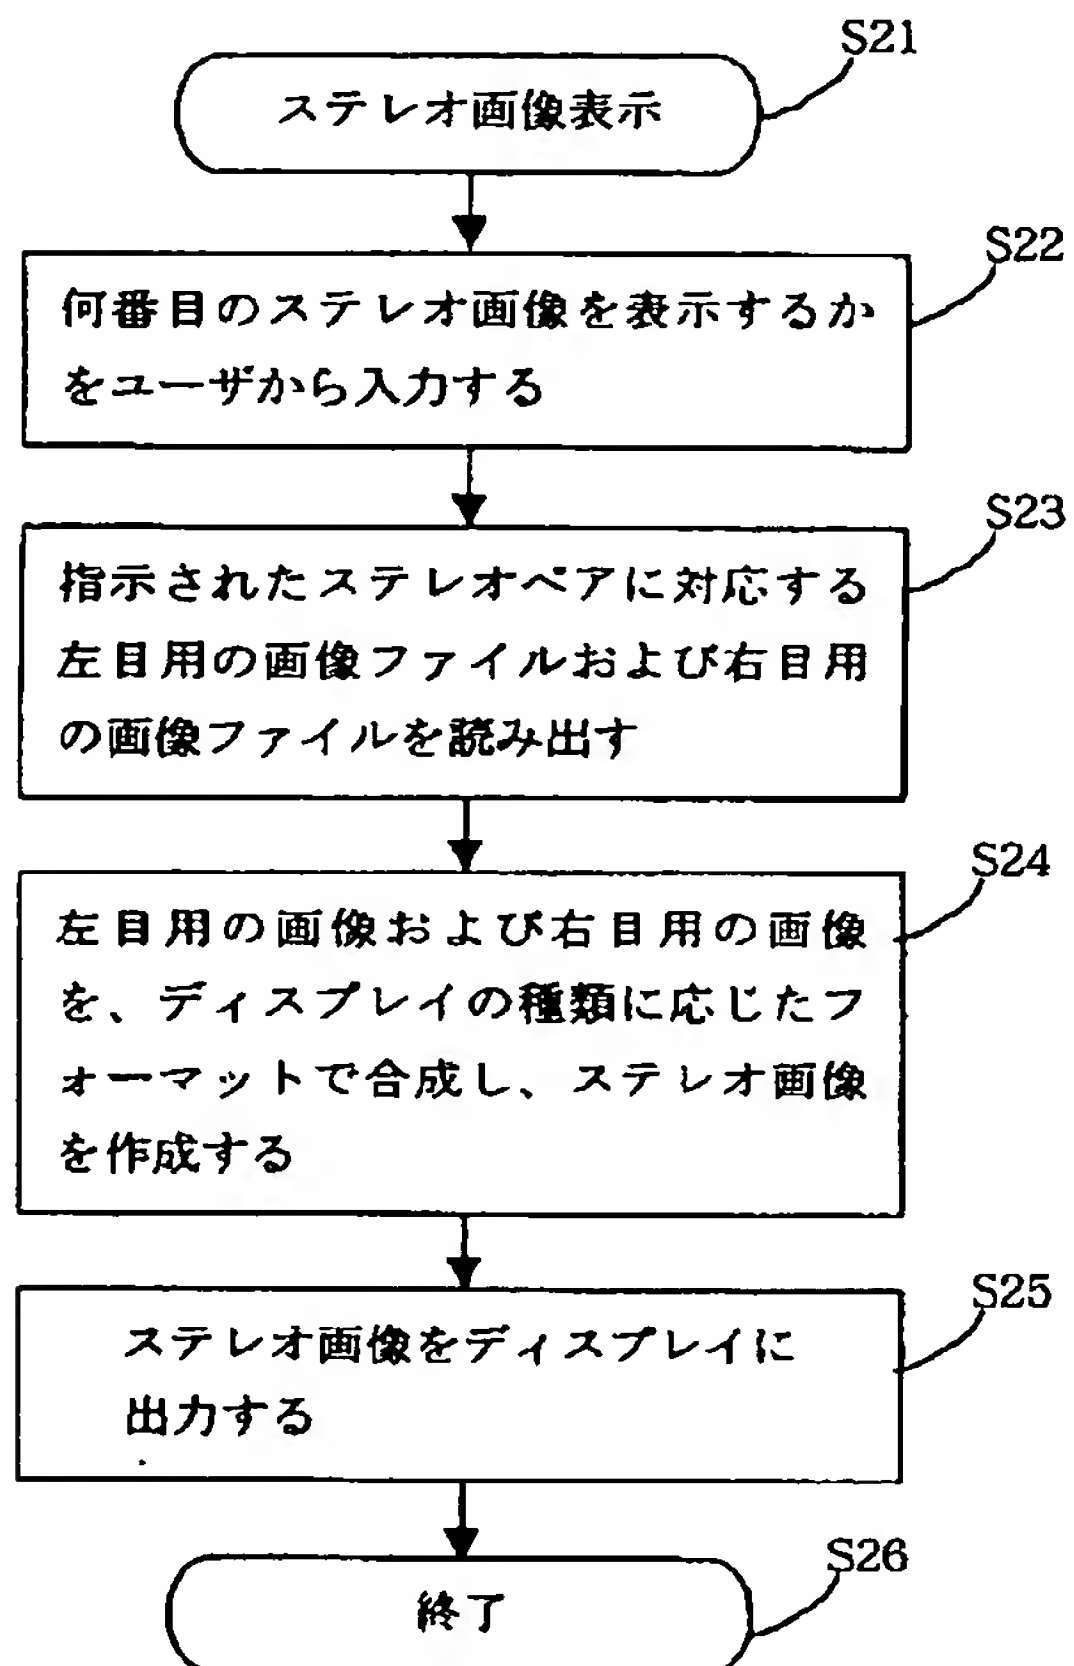 S21
ステレオ画像表示
S22
何番目のステレオ画像を表示するか
をユーザから入力する
S23
指示されたステレオペアに対応する
左目用の画像ファイルおよび右目用
の画像ファイルを読み出す
S24
左目用の画像および右目用の画像
を、ディスプレイの種類に応じたフ
ォーマットで合成し、ステレオ画像
を作成する
S25
ステレオ画像をディスプレイに
出力する
S26
終了